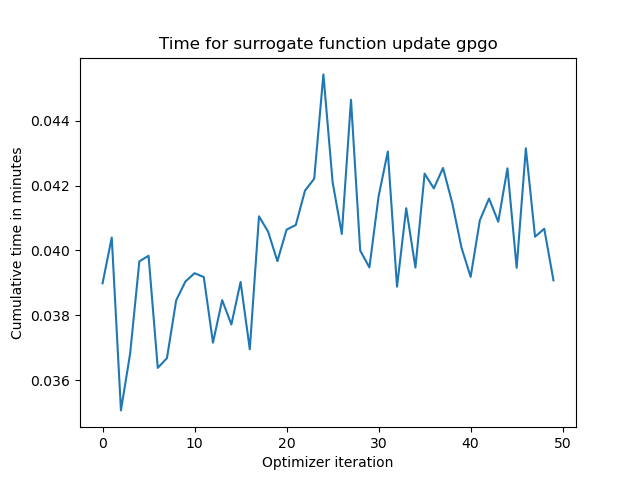 Time for surrogate function update gpgo
Cumulative time in minutes
0.044
0.042
0.040
0.038
0.036
0 10 20 30 40 50
Optimizer iteration